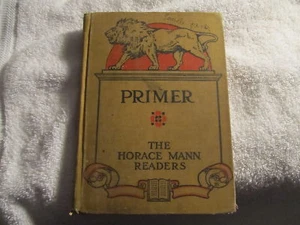 PRIMER
THE
HORACE MANN
READERS